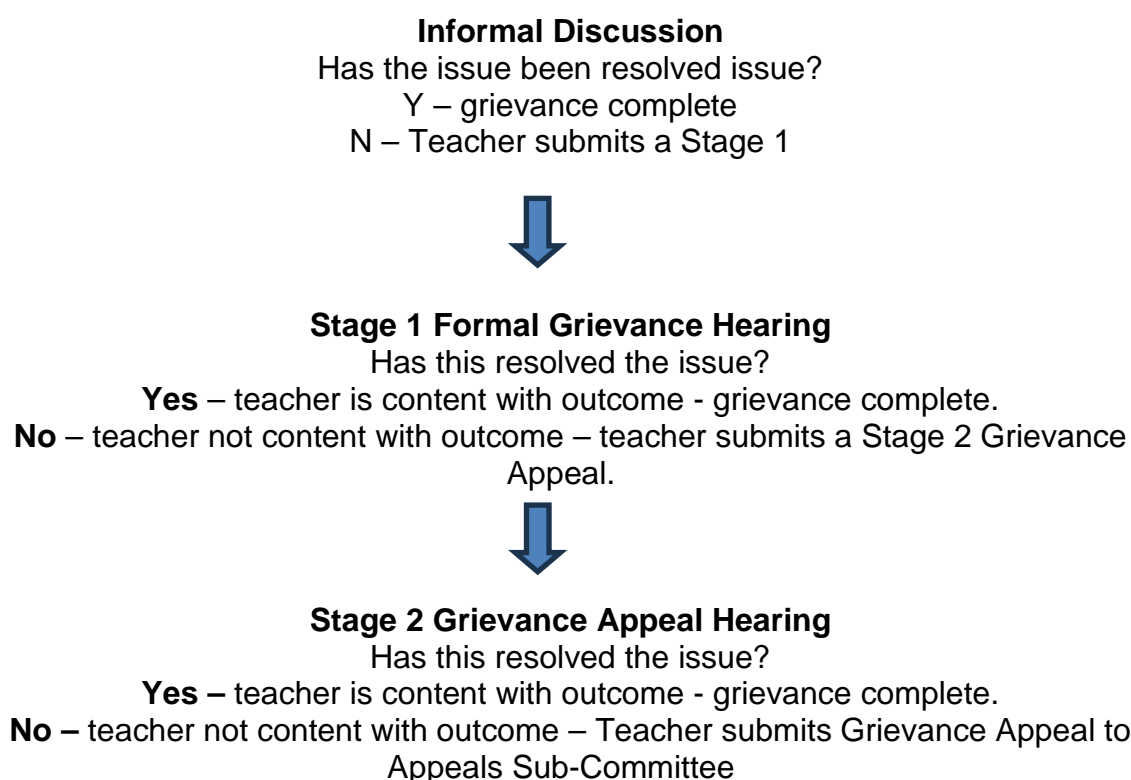 Informal Discussion
Has the issue been resolved issue?
Y – grievance complete
N – Teacher submits a Stage 1
Stage 1 Formal Grievance Hearing
Has this resolved the issue?
Yes – teacher is content with outcome - grievance complete.
No – teacher not content with outcome – teacher submits a Stage 2 Grievance
Appeal.
Stage 2 Grievance Appeal Hearing
Has this resolved the issue?
Yes – teacher is content with outcome - grievance complete.
No – teacher not content with outcome – Teacher submits Grievance Appeal to
Appeals Sub-Committee